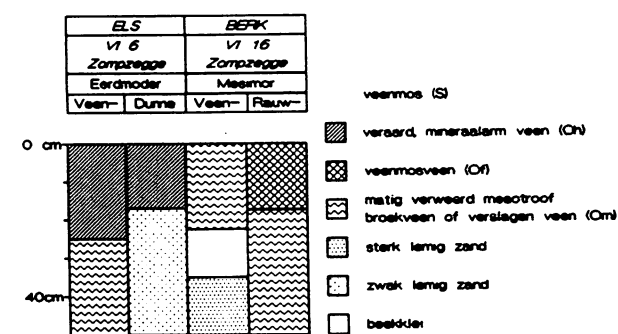 ELS BERK
VI 6 VI 16
Zompzegge Zompzegge
Eerdmoder Mesimor
Veen- Dunne Veen- Rauw-
veenmos (S)
0 cm
veraard, mineraalarm veen (Oh)
veenmosveen (Of)
matig verweerd mesotroof
broekveen of verslagen veen (Om)
sterk lemig zand
zwak lemig zand
40cm
beekklei